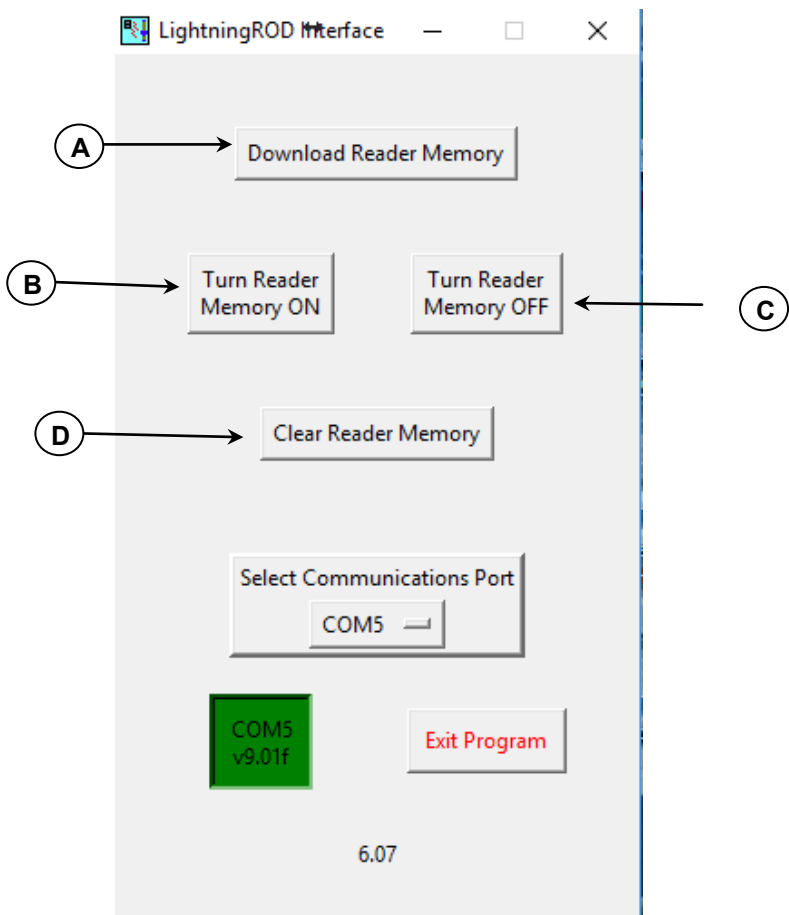 LightningROD Interface
A
Download Reader Memory
B
Turn Reader
Memory ON
Turn Reader
Memory OFF
C
D
Clear Reader Memory
Select Communications Port
COM5
COM5
v9.01f
Exit Program
6.07